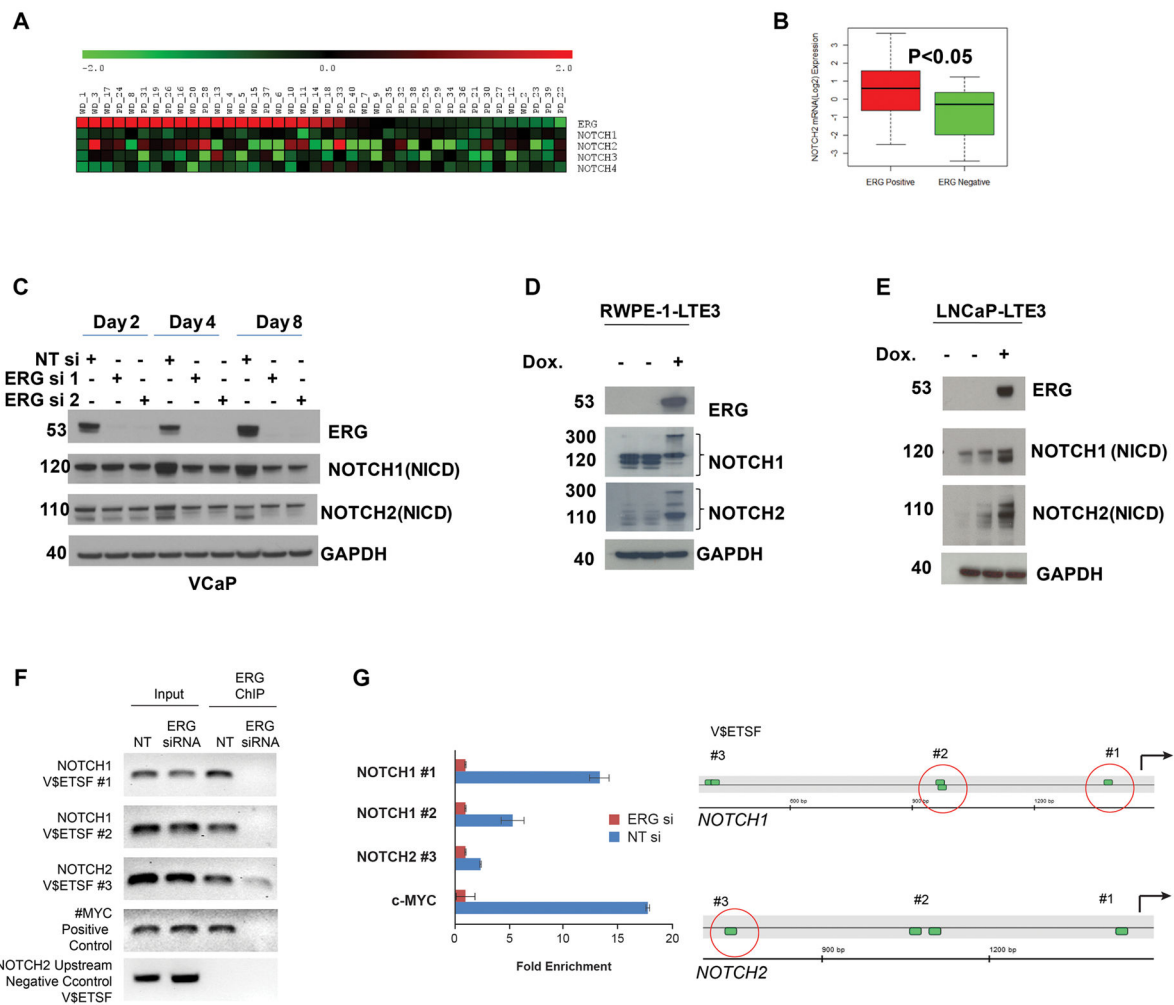 A
-2.0 0.0 2.0
WD_1 WD_3 WD_17 PD_24 WD_8 PD_31 WD_19 PD_26 WD_16 WD_20 PD_28 WD_13 WD_4 WD_5 WD_15 PD_37 WD_6 WD_10 WD_11 WD_14 WD_18 PD_33 PD_40 WD_7 WD_9 PD_35 PD_32 PD_38 PD_25 PD_29 PD_34 PD_36 PD_21 PD_30 PD_27 WD_12 WD_2 PD_23 PD_39 PD_22
ERG
NOTCH1
NOTCH2
NOTCH3
NOTCH4
B
NOTCH2 mRNA(Log2) Expression
3
2
1
0
-1
-2
-3
P<0.05
ERG Positive ERG Negative
C
Day 2 Day 4 Day 8
NT si + - - + - - + - -
ERG si 1 - + - - + - - + -
ERG si 2 - - + - - + - - +
53 ERG
120 NOTCH1(NICD)
110 NOTCH2(NICD)
40 GAPDH
VCaP
D
RWPE-1-LTE3
Dox. - - +
53 ERG
300
120 NOTCH1
300
110 NOTCH2
40 GAPDH
E
LNCaP-LTE3
Dox. - - +
53 ERG
120 NOTCH1 (NICD)
110 NOTCH2(NICD)
40 GAPDH
F
Input ERG ChIP
NT ERG siRNA NT ERG siRNA
NOTCH1
V$ETSF #1
NOTCH1
V$ETSF #2
NOTCH2
V$ETSF #3
#MYC
Positive
Control
NOTCH2 Upstream
Negative Ccontrol
V$ETSF
G
NOTCH1 #1
NOTCH1 #2
NOTCH2 #3
c-MYC
ERG si
NT si
0 5 10 15 20
Fold Enrichment
V$ETSF
#3 #2 #1
600 bp 900 bp 1200 bp
NOTCH1
#3 #2 #1
900 bp 1200 bp
NOTCH2